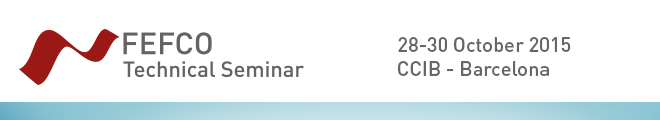 FEFCO
Technical Seminar
28-30 October 2015
CCIB - Barcelona